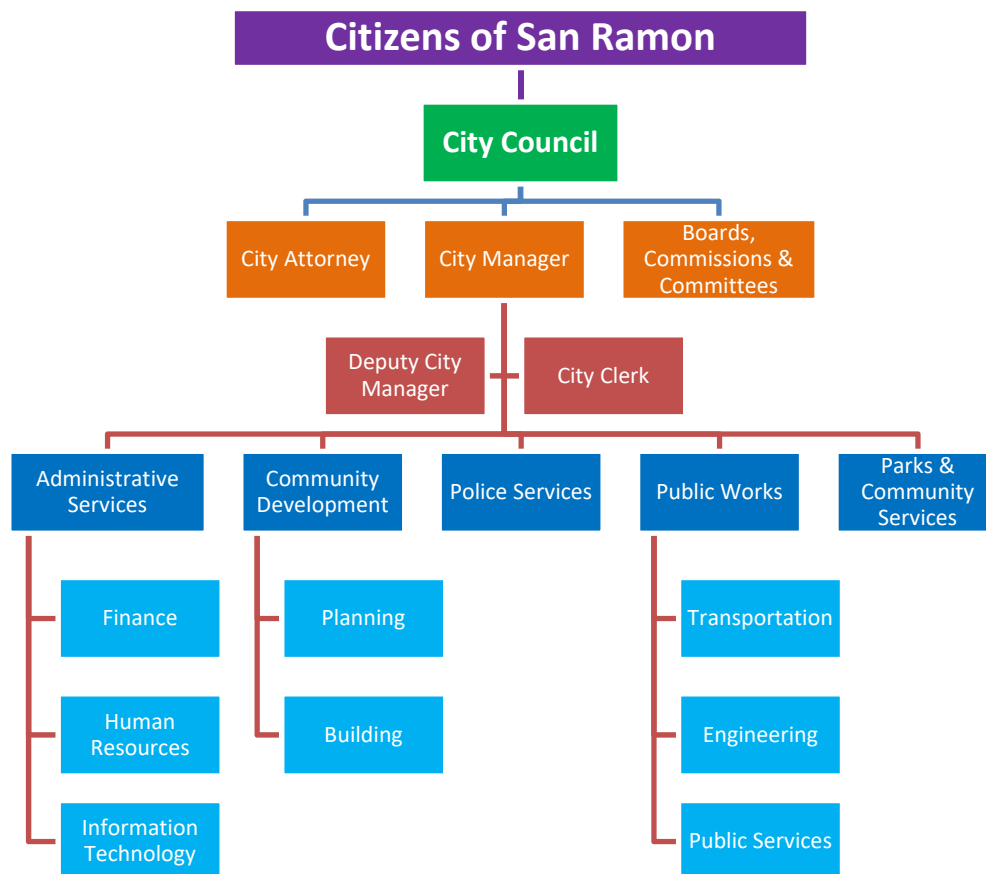 Citizens of San Ramon
City Council
City Attorney
City Manager
Boards,
Commissions &
Committees
Deputy City
Manager
City Clerk
Administrative
Services
Community
Development
Police Services
Public Works
Parks &
Community
Services
Finance
Planning
Transportation
Human
Resources
Building
Engineering
Information
Technology
Public Services